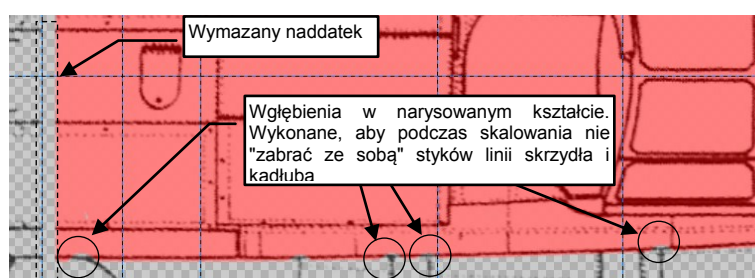 Wymazany naddatek
Wgłębienia w narysowanym kształcie.
Wykonane, aby podczas skalowania nie
"zabrać ze sobą" styków linii skrzydła i
kadłuba